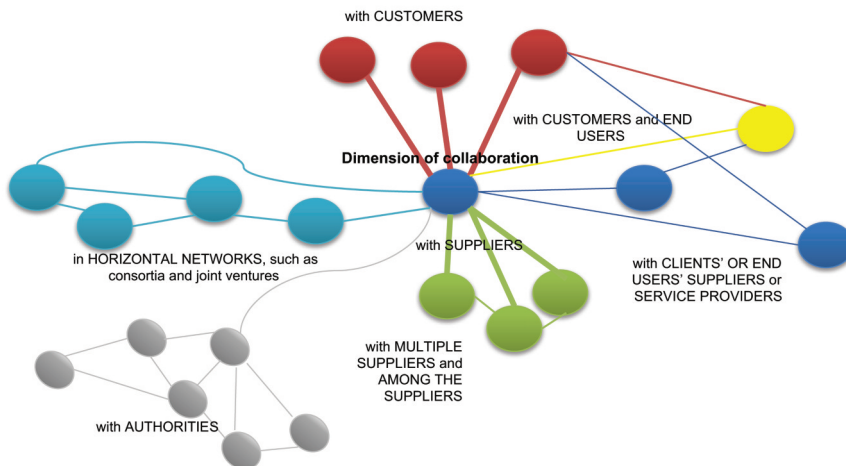 with CUSTOMERS
with CUSTOMERS and END
USERS
Dimension of collaboration
with SUPPLIERS
in HORIZONTAL NETWORKS, such as
consortia and joint ventures
with CLIENTS’ OR END
USERS’ SUPPLIERS or
SERVICE PROVIDERS
with MULTIPLE
SUPPLIERS and
AMONG THE
SUPPLIERS
with AUTHORITIES